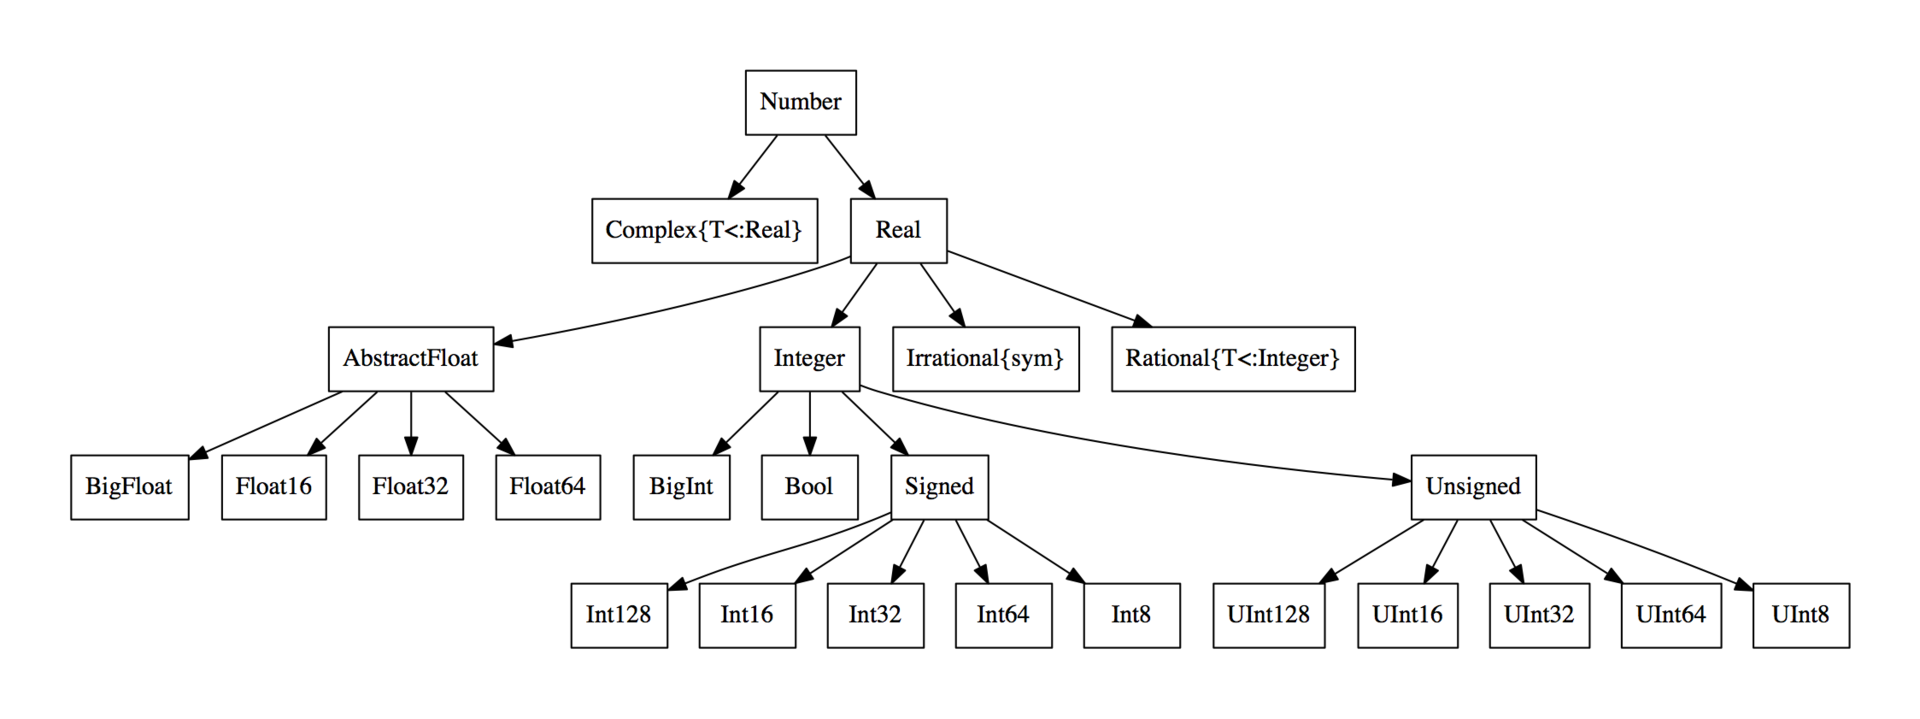 Number
Complex{T<:Real}
Real
AbstractFloat
Integer
Irrational{sym}
Rational{T<:Integer}
BigFloat
Float16
Float32
Float64
BigInt
Bool
Signed
Unsigned
Int128
Int16
Int32
Int64
Int8
UInt128
UInt16
UInt32
UInt64
UInt8